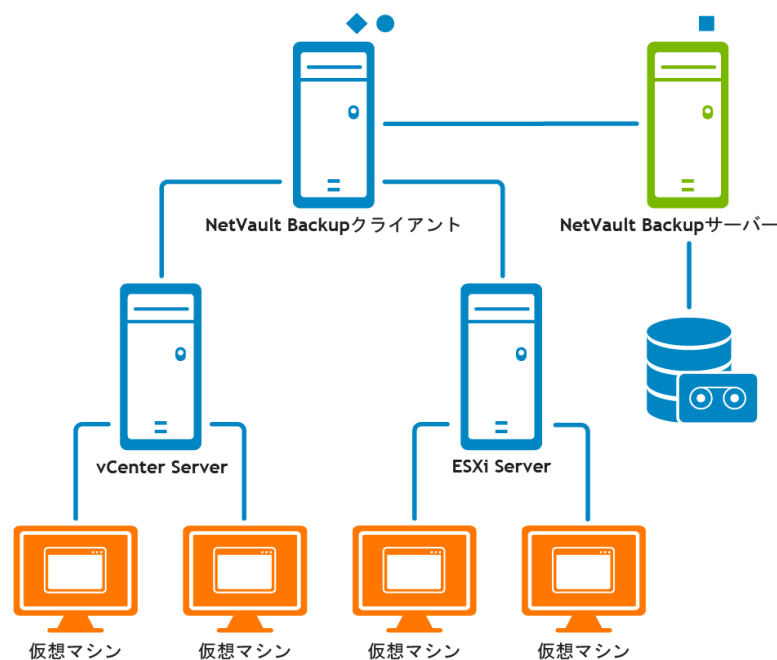 NetVault Backupクライアント
NetVault Backupサーバー
vCenter Server
ESXi Server
仮想マシン
仮想マシン
仮想マシン
仮想マシン